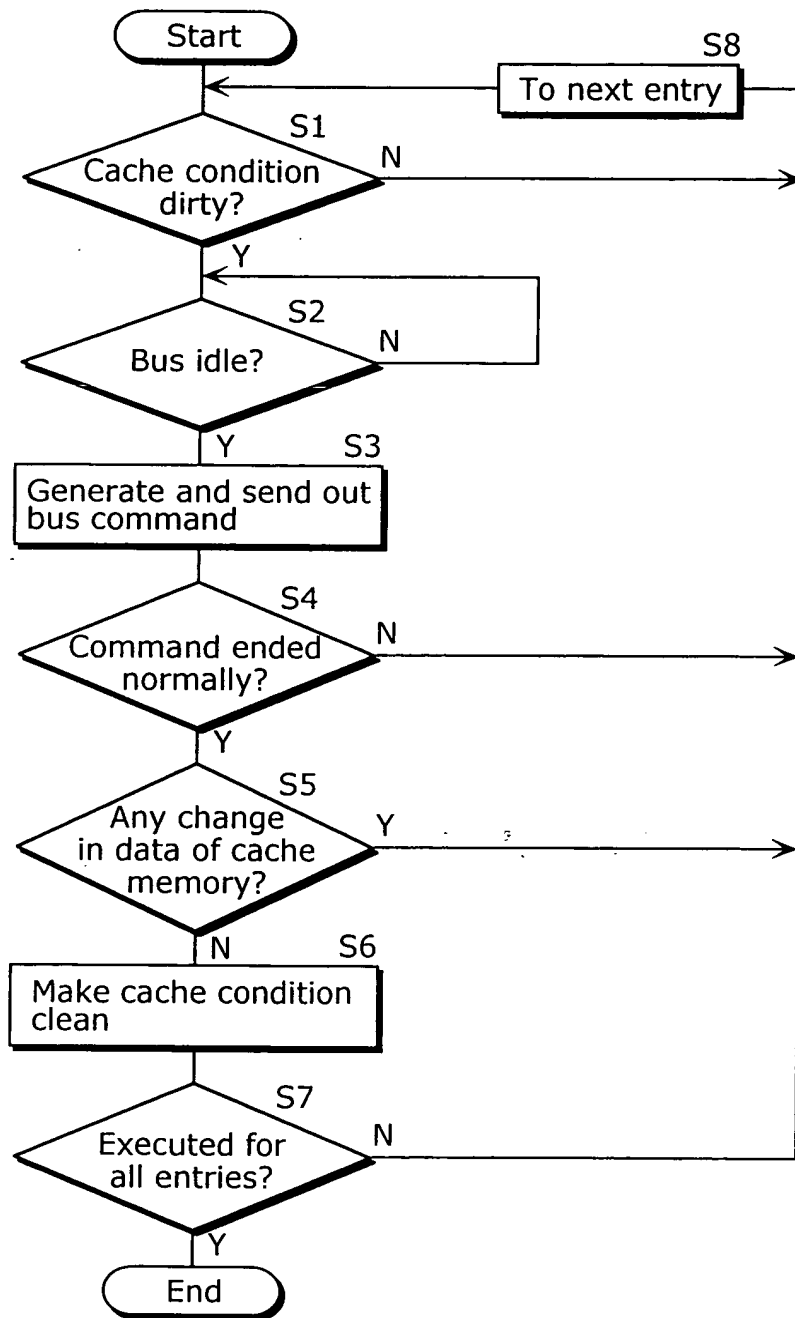 Start
S8
To next entry
S1
Cache condition
dirty?
N
Y
S2
Bus idle?
N
Y
S3
Generate and send out
bus command
S4
Command ended
normally?
N
Y
S5
Any change
in data of cache
memory?
Y
N
S6
Make cache condition
clean
S7
Executed for
all entries?
N
Y
End